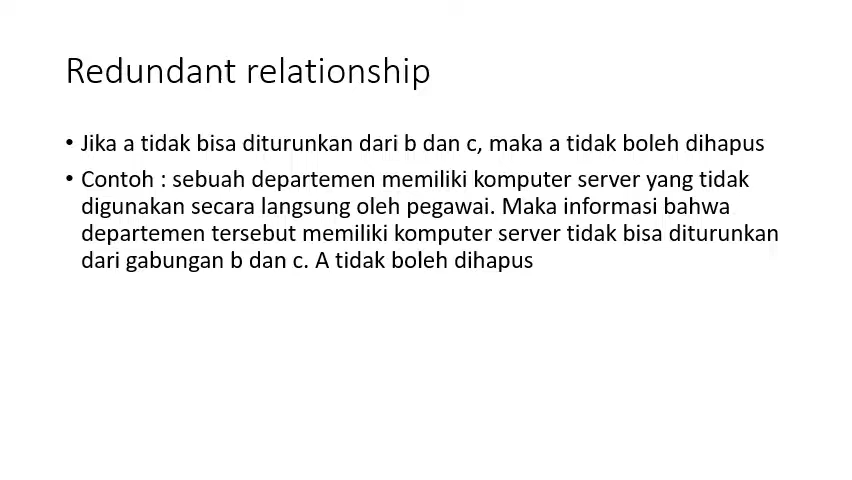 Redundant relationship
• Jika a tidak bisa diturunkan dari b dan c, maka a tidak boleh dihapus
• Contoh : sebuah departemen memiliki komputer server yang tidak
digunakan secara langsung oleh pegawai. Maka informasi bahwa
departemen tersebut memiliki komputer server tidak bisa diturunkan
dari gabungan b dan c. A tidak boleh dihapus